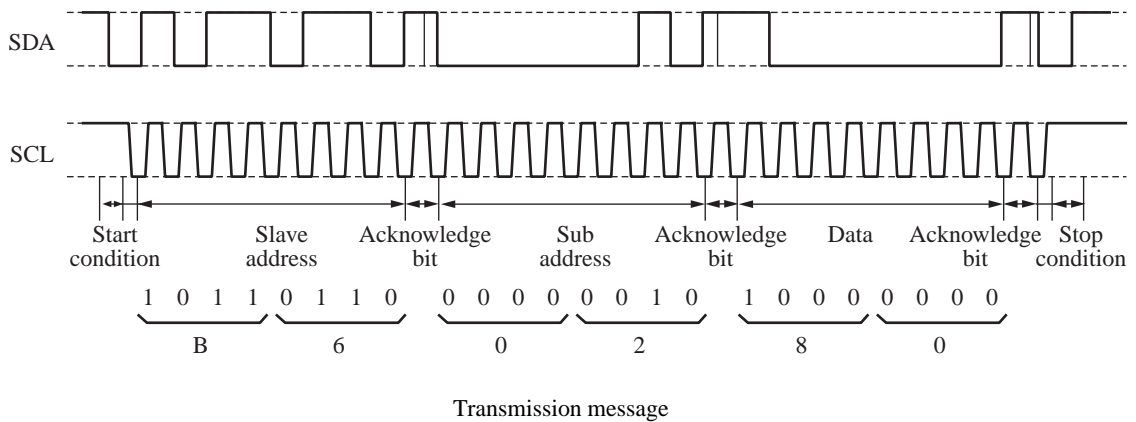 SDA
SCL
Start condition Slave address Acknowledge bit Sub address Acknowledge bit Data Acknowledge bit Stop condition
1 0 1 1 0 1 1 0 0 0 0 0 0 0 1 0 1 0 0 0 0 0 0 0
B 6 0 2 8 0
Transmission message